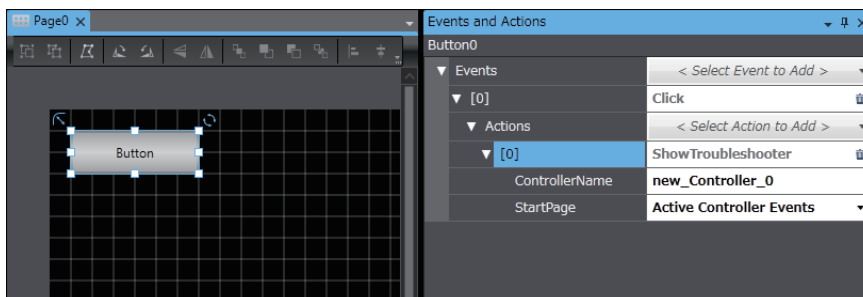 Page0
Button
Events and Actions
Button0
Events
< Select Event to Add >
[0]
Click
Actions
< Select Action to Add >
[0]
ShowTroubleshooter
ControllerName
new_Controller_0
StartPage
Active Controller Events